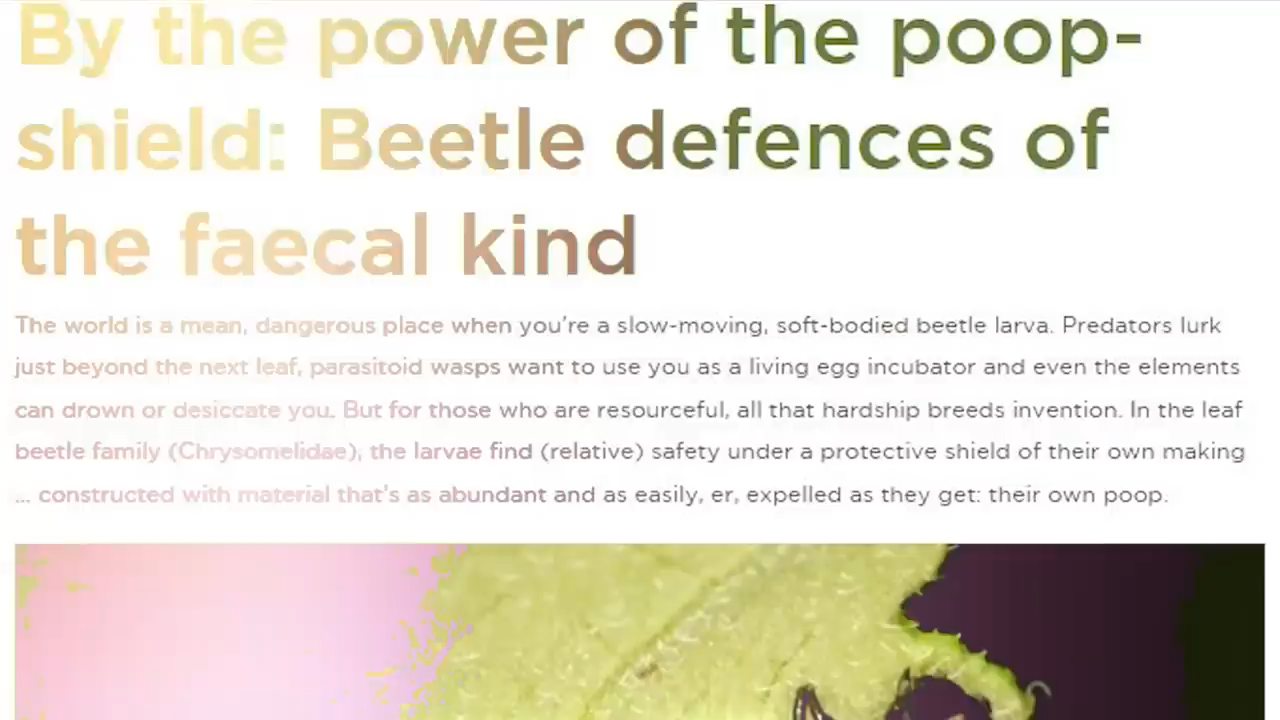 By the power of the poop-
shield: Beetle defences of
the faecal kind
The world is a mean, dangerous place when you're a slow-moving, soft-bodied beetle larva. Predators lurk
just beyond the next leaf, parasitoid wasps want to use you as a living egg incubator and even the elements
can drown or desiccate you. But for those who are resourceful, all that hardship breeds invention. In the leaf
beetle family (Chrysomelidae), the larvae find (relative) safety under a protective shield of their own making
... constructed with material that's as abundant and as easily, er, expelled as they get: their own poop.